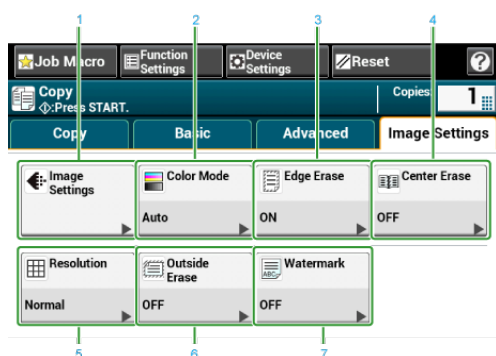 1 2 3 4
Job Macro Function Settings Device Settings Reset ?
Copy Copies: 1
:Press START.
Copy Basic Advanced Image Settings
Image Settings Color Mode Edge Erase Center Erase
Auto ON OFF
Resolution Outside Erase Watermark
Normal OFF OFF
5 6 7